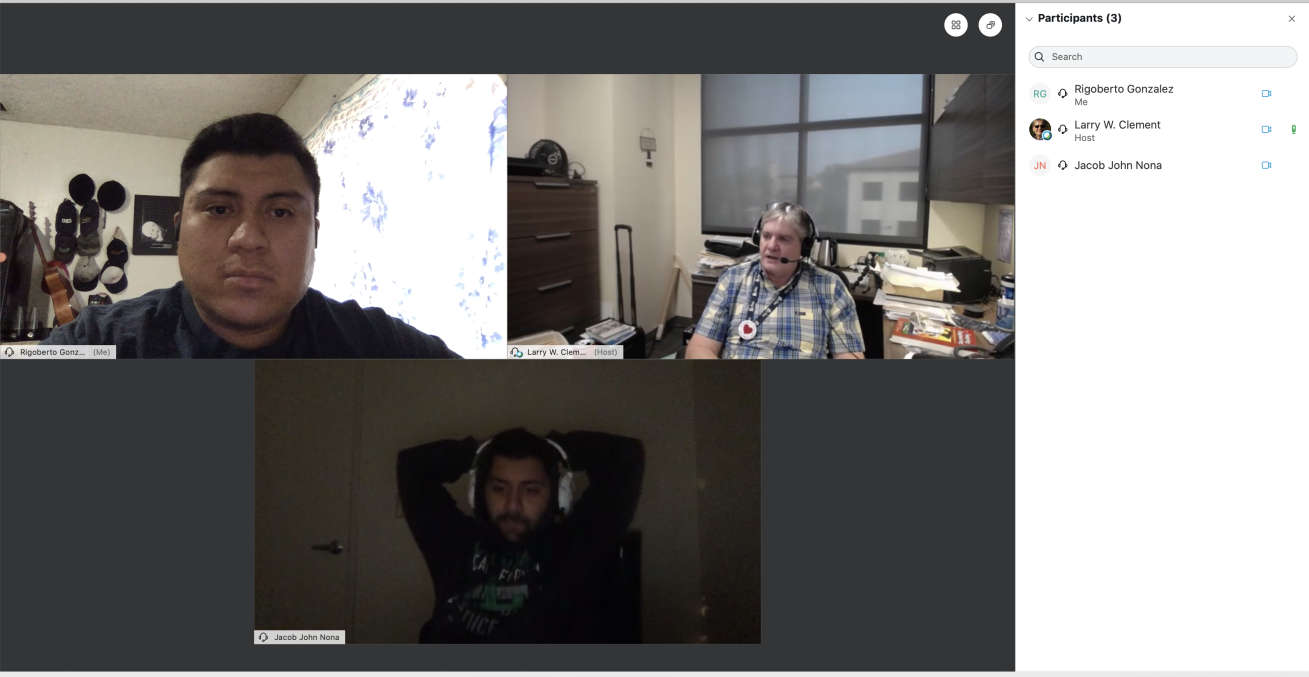 Participants (3)
Search
RG
Rigoberto Gonzalez
Me
Larry W. Clement
Host
JN
Jacob John Nona
Rigoberto Gonz... (Me)
Larry W. Clem... (Host)
Jacob John Nona